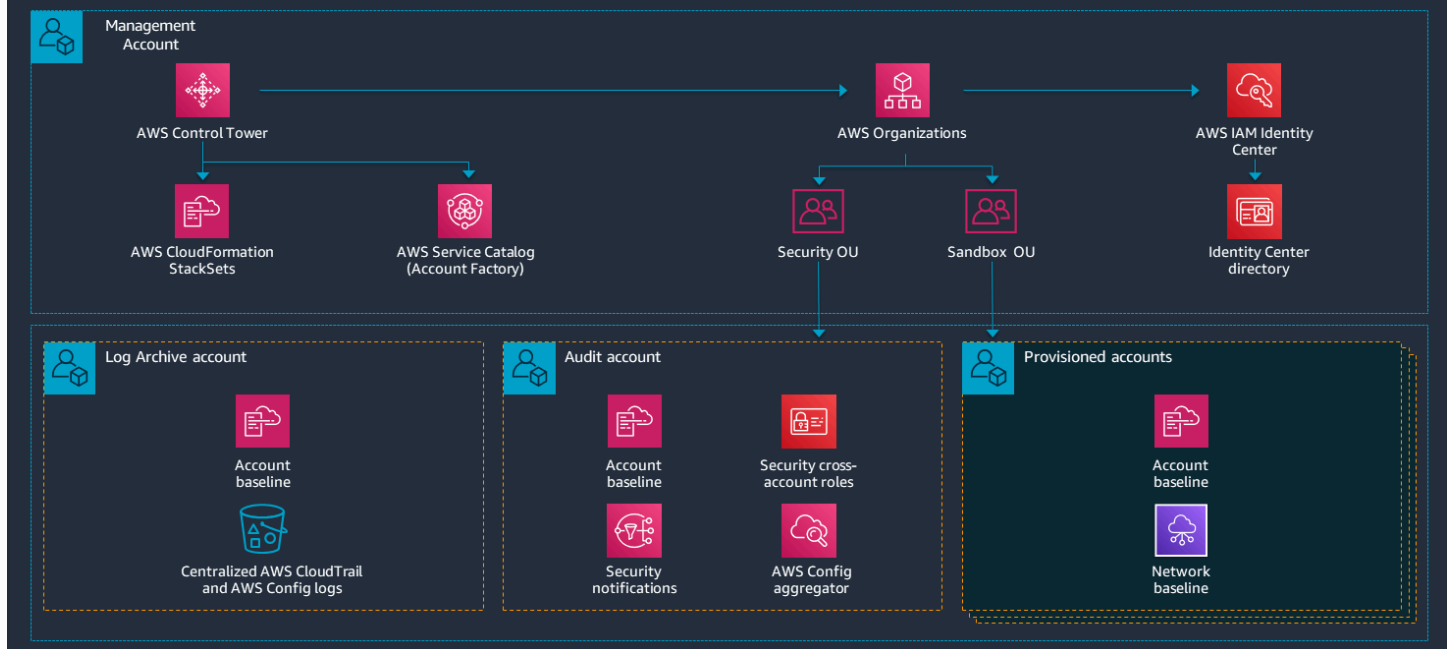 Management
Account
AWS Control Tower
AWS Organizations
AWS IAM Identity
Center
AWS CloudFormation
StackSets
AWS Service Catalog
(Account Factory)
Security OU
Sandbox OU
Identity Center
directory
Log Archive account
Account
baseline
Centralized AWS CloudTrail
and AWS Config logs
Audit account
Account
baseline
Security cross-
account roles
Security
notifications
AWS Config
aggregator
Provisioned accounts
Account
baseline
Network
baseline